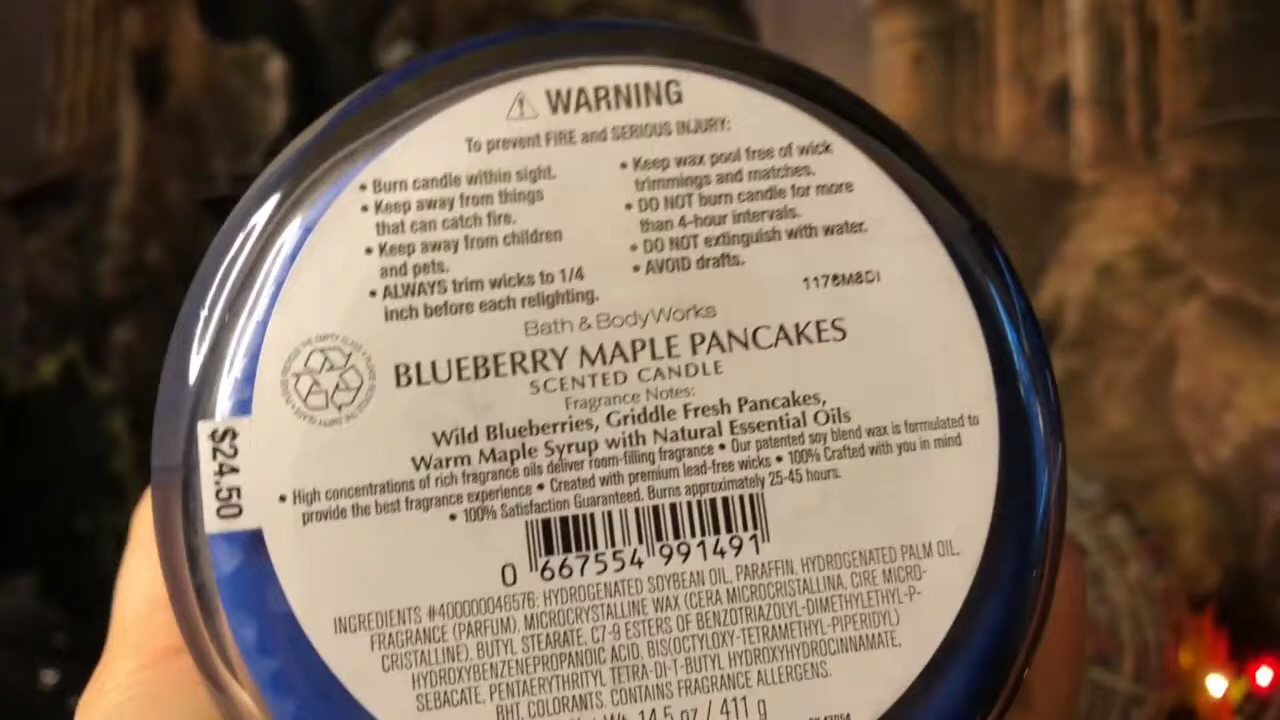 WARNING
To prevent FIRE and SERIOUS INJURY:
• Burn candle within sight.
• Keep away from things
that can catch fire.
• Keep away from children
and pets.
• ALWAYS trim wicks to 1/4
inch before each relighting.
• Keep wax pool free of wick
trimmings and matches.
• DO NOT burn candle for more
than 4-hour intervals.
• DO NOT extinguish with water.
• AVOID drafts.
1178M8DI
Bath & Body Works
BLUEBERRY MAPLE PANCAKES
SCENTED CANDLE
Fragrance Notes:
Wild Blueberries, Griddle Fresh Pancakes,
Warm Maple Syrup with Natural Essential Oils
• High concentrations of rich fragrance oils deliver room-filling fragrance • Our patented soy blend wax is formulated to
provide the best fragrance experience • Created with premium lead-free wicks • 100% Crafted with you in mind
• 100% Satisfaction Guaranteed. Burns approximately 25-45 hours.
$24.50
0 667554 991491
INGREDIENTS #400000046576: HYDROGENATED SOYBEAN OIL, PARAFFIN, HYDROGENATED PALM OIL,
FRAGRANCE (PARFUM), MICROCRYSTALLINE WAX (CERA MICROCRISTALLINA, CIRE MICRO-
CRISTALLINE), BUTYL STEARATE, C7-9 ESTERS OF BENZOTRIAZOLYL-DIMETHYLETHYL-P-
HYDROXYBENZENEPROPANOIC ACID, BIS(OCTYLOXY-TETRAMETHYL-PIPERIDYL)
SEBACATE, PENTAERYTHRITYL TETRA-DI-T-BUTYL HYDROXYHYDROCINNAMATE,
BHT, COLORANTS. CONTAINS FRAGRANCE ALLERGENS.
Wt. 14.5 oz / 411 g